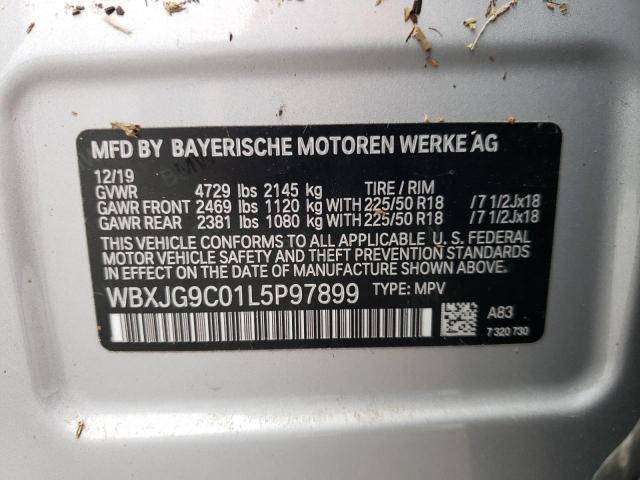 MFD BY BAYERISCHE MOTOREN WERKE AG
12/19
GVWR 4729 lbs 2145 kg TIRE / RIM
GAWR FRONT 2469 lbs 1120 kg WITH 225/50 R18 /7 1/2Jx18
GAWR REAR 2381 lbs 1080 kg WITH 225/50 R18 /7 1/2Jx18
THIS VEHICLE CONFORMS TO ALL APPLICABLE U. S. FEDERAL
MOTOR VEHICLE SAFETY AND THEFT PREVENTION STANDARDS
IN EFFECT ON THE DATE OF MANUFACTURE SHOWN ABOVE.
WBXJG9C01L5P97899 TYPE: MPV
A83
7 320 730